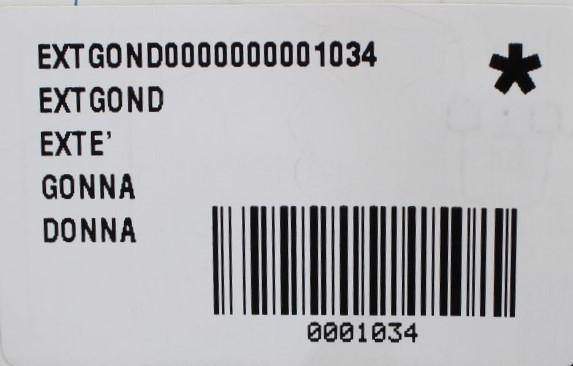 EXTGOND0000000001034
EXTGOND
EXTE'
GONNA
DONNA
*
0001034